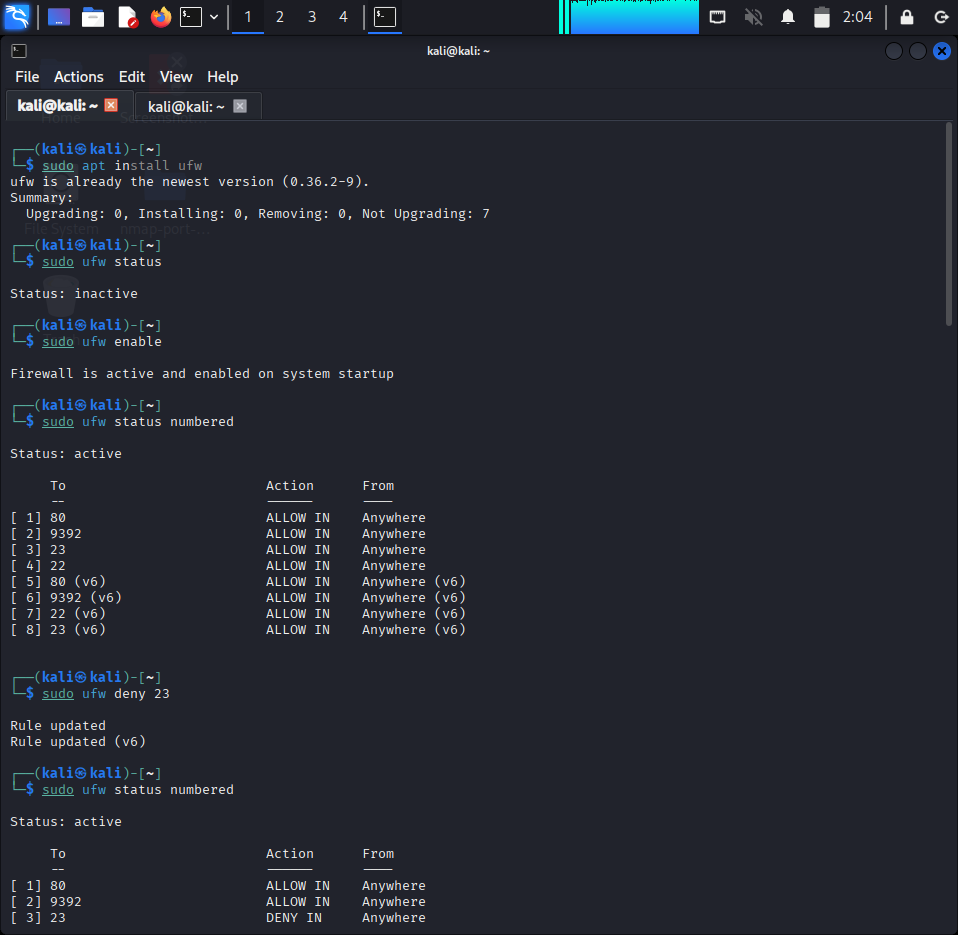 1 2 3 4 2:04
kali@kali: ~
File Actions Edit View Help
kali@kali: ~ kali@kali: ~
Home
┌──(kali㉿kali)-[~]
└─$ sudo apt install ufw
ufw is already the newest version (0.36.2-9).
Summary:
Upgrading: 0, Installing: 0, Removing: 0, Not Upgrading: 7
File System nmap-port-...
┌──(kali㉿kali)-[~]
└─$ sudo ufw status
Status: inactive
┌──(kali㉿kali)-[~]
└─$ sudo ufw enable
Firewall is active and enabled on system startup
┌──(kali㉿kali)-[~]
└─$ sudo ufw status numbered
Status: active
To Action From
-- ------ ----
[ 1] 80 ALLOW IN Anywhere
[ 2] 9392 ALLOW IN Anywhere
[ 3] 23 ALLOW IN Anywhere
[ 4] 22 ALLOW IN Anywhere
[ 5] 80 (v6) ALLOW IN Anywhere (v6)
[ 6] 9392 (v6) ALLOW IN Anywhere (v6)
[ 7] 22 (v6) ALLOW IN Anywhere (v6)
[ 8] 23 (v6) ALLOW IN Anywhere (v6)
┌──(kali㉿kali)-[~]
└─$ sudo ufw deny 23
Rule updated
Rule updated (v6)
┌──(kali㉿kali)-[~]
└─$ sudo ufw status numbered
Status: active
To Action From
-- ------ ----
[ 1] 80 ALLOW IN Anywhere
[ 2] 9392 ALLOW IN Anywhere
[ 3] 23 DENY IN Anywhere